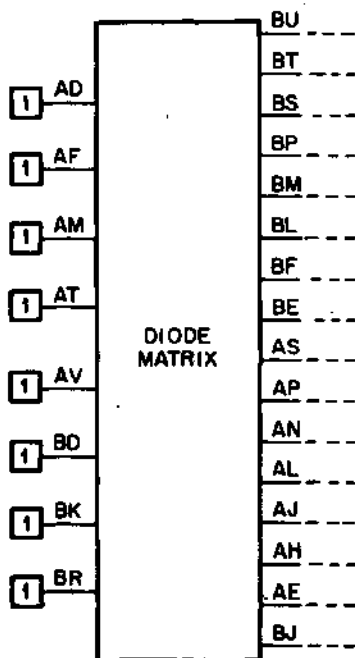 BU
BT
1 AD
BS
1 AF
BP
BM
1 AM
BL
BF
1 AT
BE
DIODE
MATRIX
AS
1 AV
AP
AN
1 BD
AL
1 BK
AJ
AH
1 BR
AE
BJ